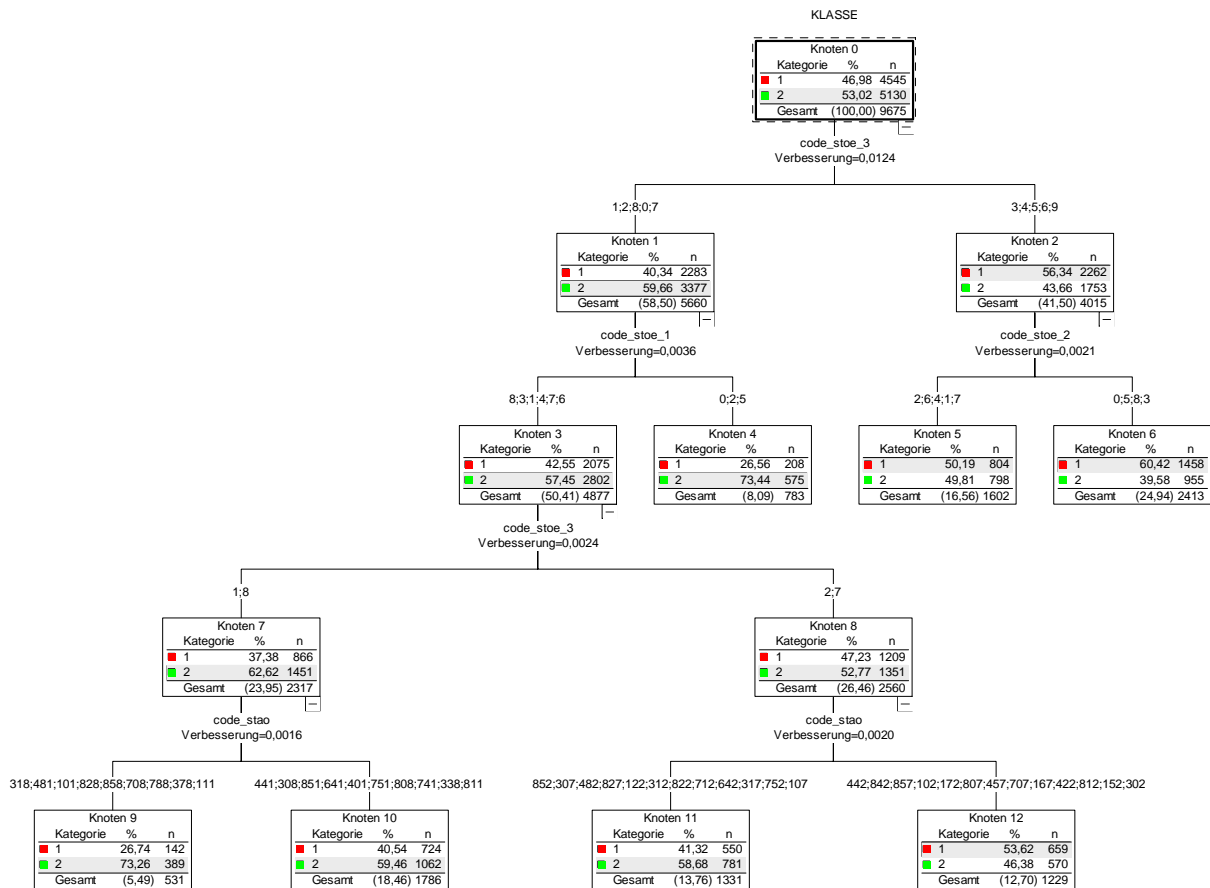 KLASSE
Knoten 0
Kategorie % n
1 46,98 4545
2 53,02 5130
Gesamt (100,00) 9675
code_stoe_3
Verbesserung=0,0124
1;2;8;0;7
3;4;5;6;9
Knoten 1
Kategorie % n
1 40,34 2283
2 59,66 3377
Gesamt (58,50) 5660
Knoten 2
Kategorie % n
1 56,34 2262
2 43,66 1753
Gesamt (41,50) 4015
code_stoe_1
Verbesserung=0,0036
code_stoe_2
Verbesserung=0,0021
8;3;1;4;7;6
0;2;5
2;6;4;1;7
0;5;8;3
Knoten 3
Kategorie % n
1 42,55 2075
2 57,45 2802
Gesamt (50,41) 4877
Knoten 4
Kategorie % n
1 26,56 208
2 73,44 575
Gesamt (8,09) 783
Knoten 5
Kategorie % n
1 50,19 804
2 49,81 798
Gesamt (16,56) 1602
Knoten 6
Kategorie % n
1 60,42 1458
2 39,58 955
Gesamt (24,94) 2413
code_stoe_3
Verbesserung=0,0024
1;8
2;7
Knoten 7
Kategorie % n
1 37,38 866
2 62,62 1451
Gesamt (23,95) 2317
Knoten 8
Kategorie % n
1 47,23 1209
2 52,77 1351
Gesamt (26,46) 2560
code_stao
Verbesserung=0,0016
code_stao
Verbesserung=0,0020
318;481;101;828;858;708;788;378;111
441;308;851;641;401;751;808;741;338;811
852;307;482;827;122;312;822;712;642;317;752;107
442;842;857;102;172;807;457;707;167;422;812;152;302
Knoten 9
Kategorie % n
1 26,74 142
2 73,26 389
Gesamt (5,49) 531
Knoten 10
Kategorie % n
1 40,54 724
2 59,46 1062
Gesamt (18,46) 1786
Knoten 11
Kategorie % n
1 41,32 550
2 58,68 781
Gesamt (13,76) 1331
Knoten 12
Kategorie % n
1 53,62 659
2 46,38 570
Gesamt (12,70) 1229